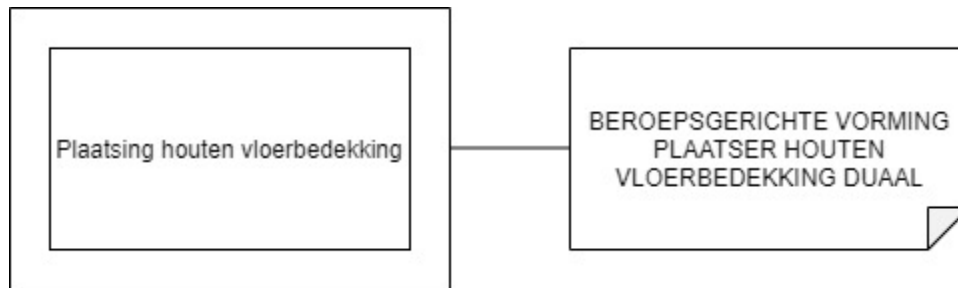 Plaatsing houten vloerbedekking
BEROEPSGERICHTE VORMING
PLAATSER HOUTEN
VLOERBEDEKKING DUAAL